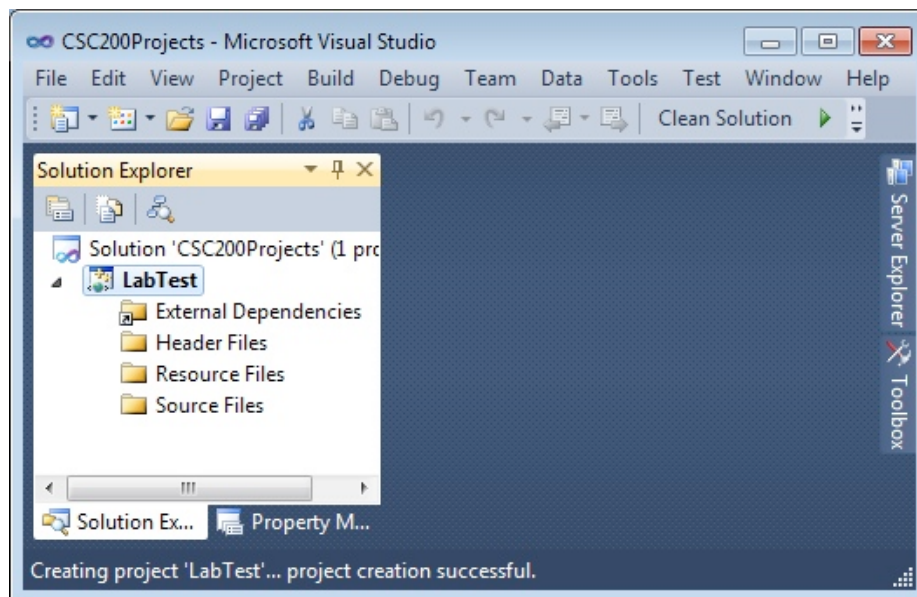 CSC200Projects - Microsoft Visual Studio
File Edit View Project Build Debug Team Data Tools Test Window Help
Clean Solution
Solution Explorer
Solution 'CSC200Projects' (1 pro
LabTest
External Dependencies
Header Files
Resource Files
Source Files
Solution Ex... Property M...
Server Explorer
Toolbox
Creating project 'LabTest'... project creation successful.